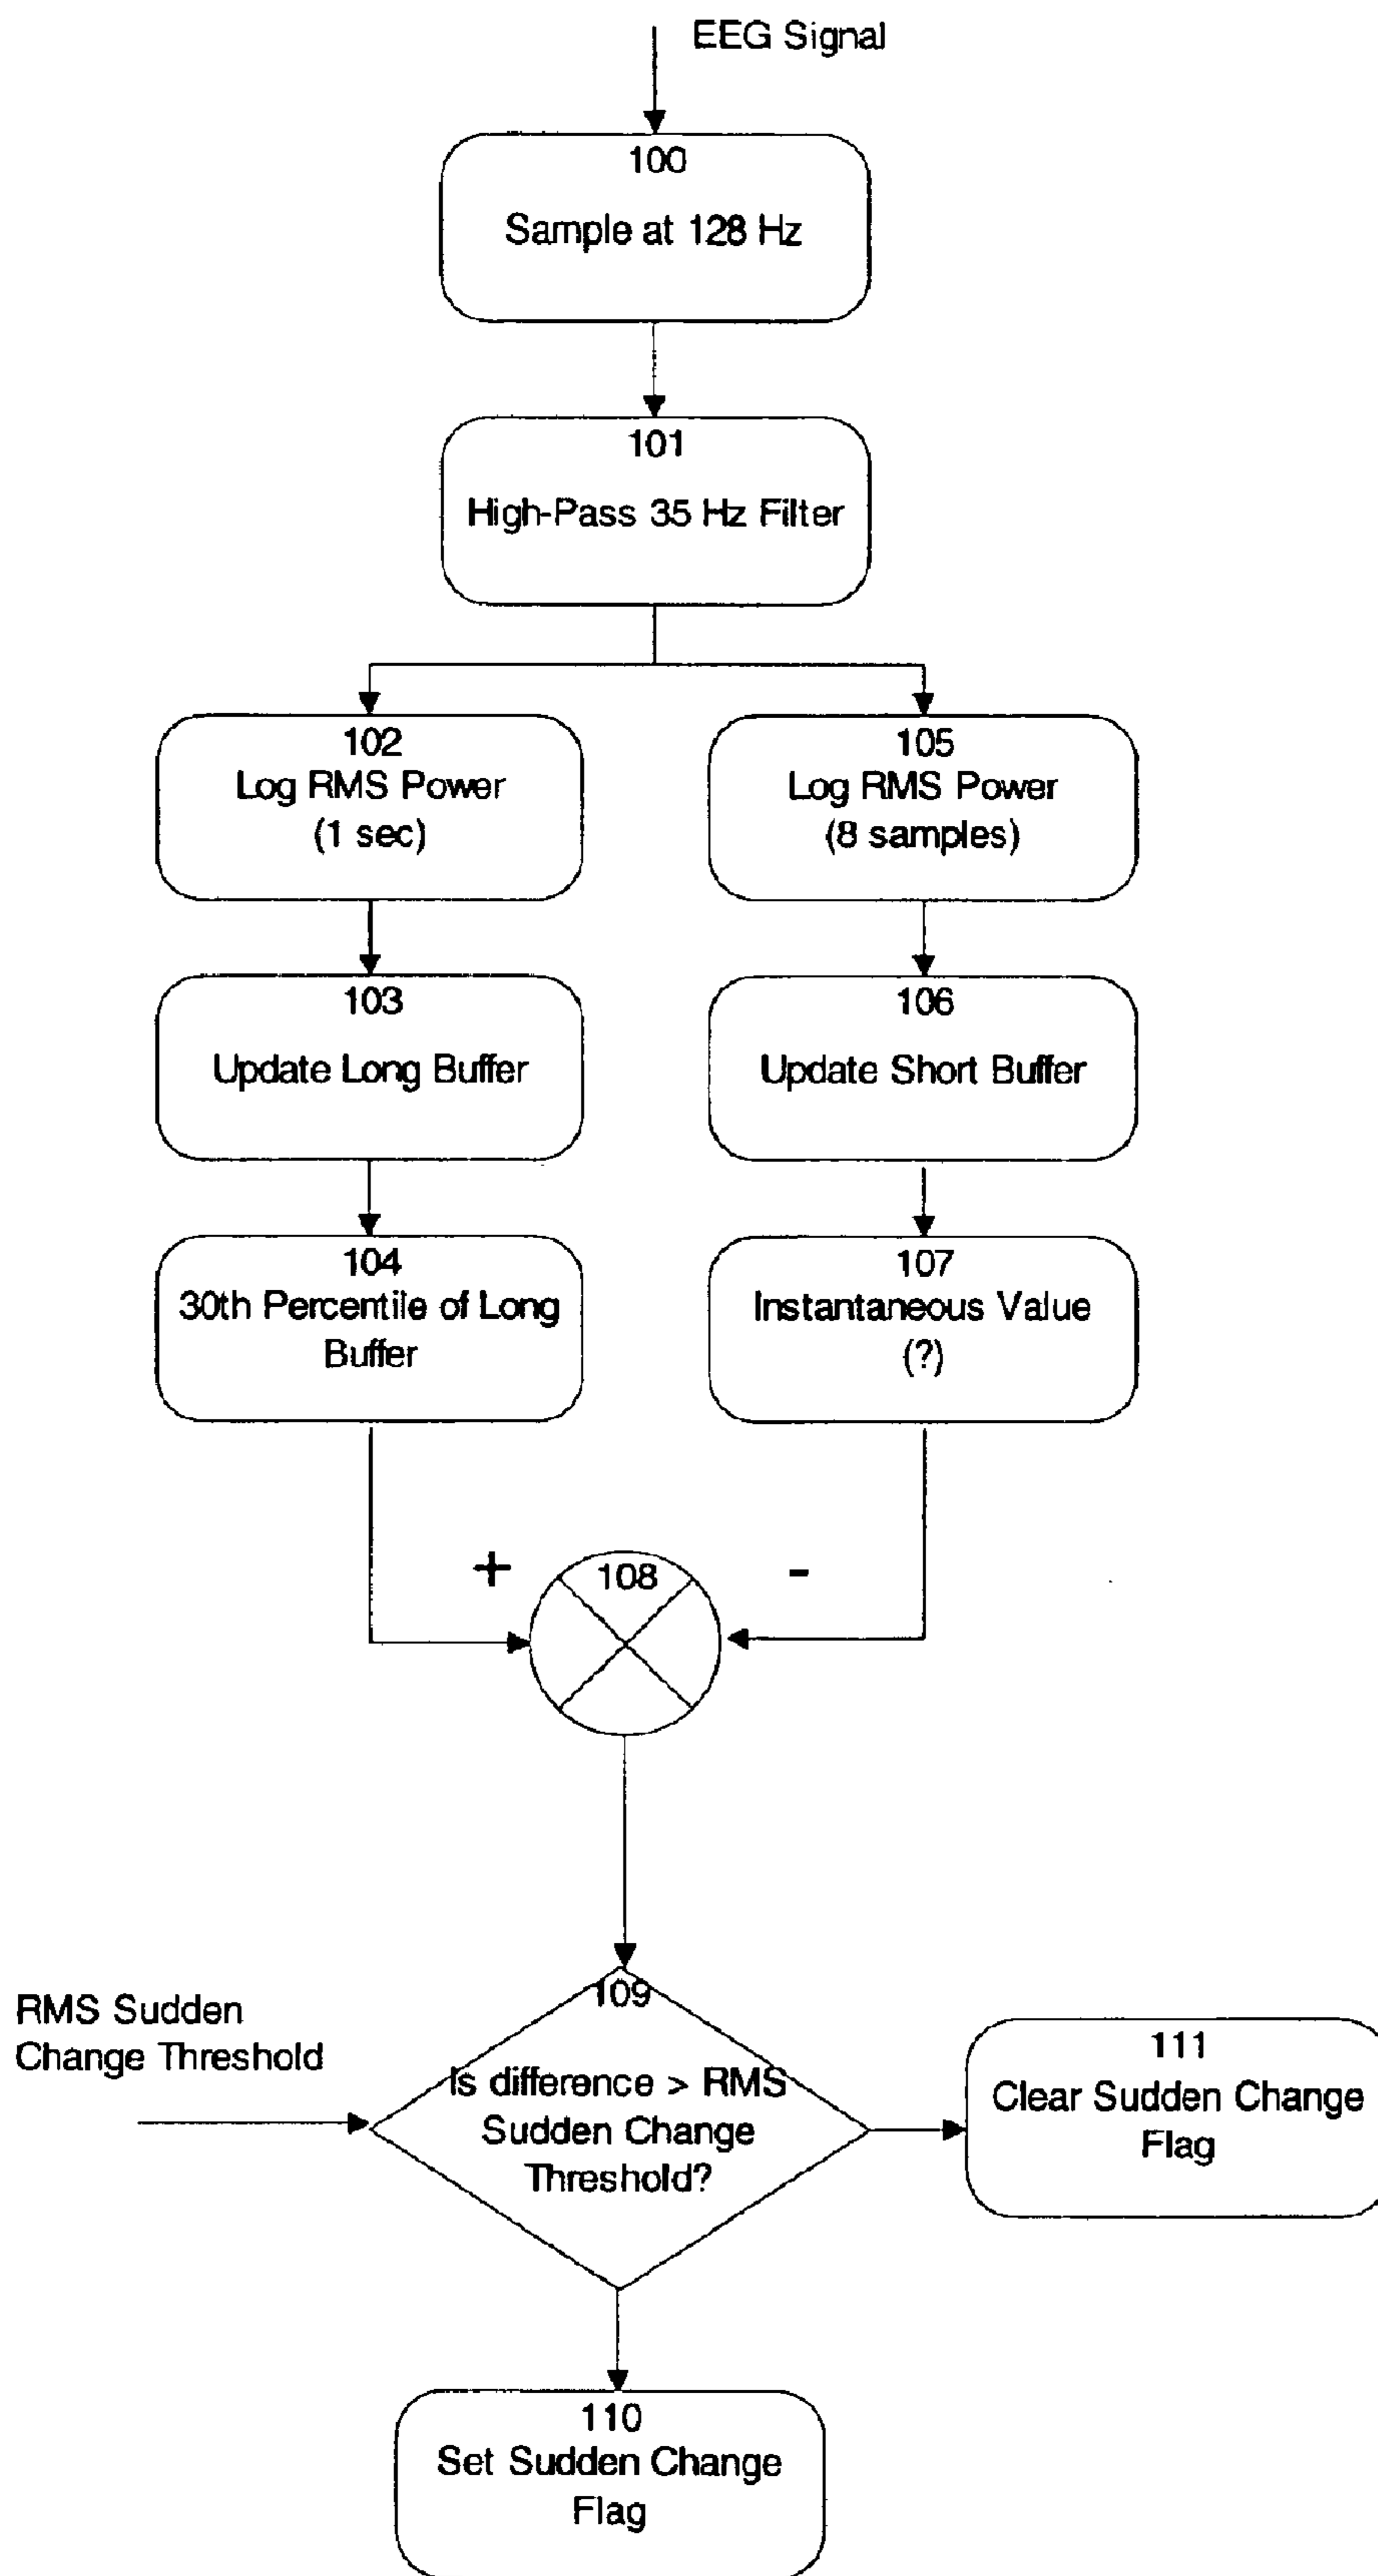 EEG Signal
100
Sample at 128 Hz
101
High-Pass 35 Hz Filter
102
Log RMS Power
(1 sec)
105
Log RMS Power
(8 samples)
103
Update Long Buffer
106
Update Short Buffer
104
30th Percentile of Long
Buffer
107
Instantaneous Value
(?)
+
108
-
109
RMS Sudden
Change Threshold
Is difference > RMS
Sudden Change
Threshold?
111
Clear Sudden Change
Flag
110
Set Sudden Change
Flag